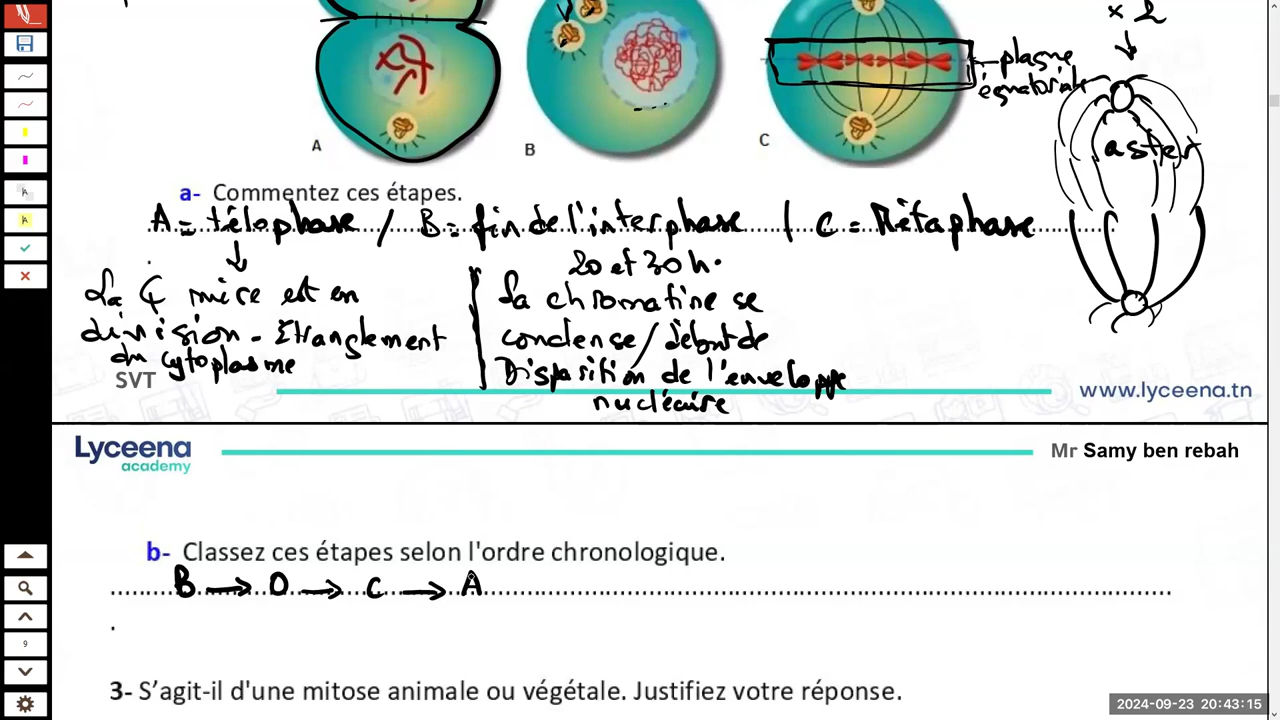 × 2
plaque
équatoriale
aster
A
B
C
a- Commentez ces étapes.
A = télophase / B = fin de l'interphase / C = Métaphase
20 et 30 h.
La ₵ mère est en
division - Étranglement
du cytoplasme
La chromatine se
condense / début de
Disparition de l'enveloppe
nucléaire
SVT
www.lyceena.tn
Lyceena
academy
Mr Samy ben rebah
b- Classez ces étapes selon l'ordre chronologique.
B → D → C → A
3- S'agit-il d'une mitose animale ou végétale. Justifiez votre réponse.
9
2024-09-23 20:43:15